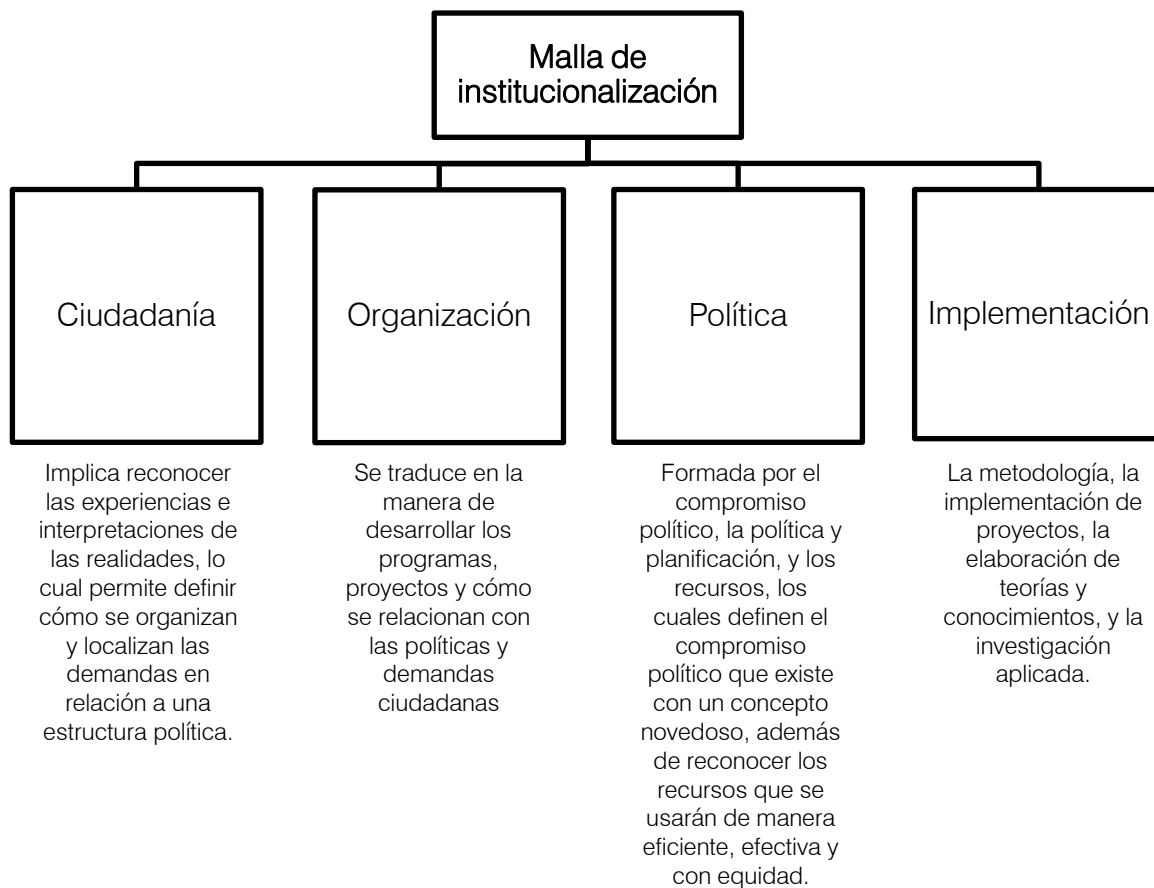 Malla de
institucionalización
Ciudadanía
Implica reconocer
las experiencias e
interpretaciones de
las realidades, lo
cual permite definir
cómo se organizan
y localizan las
demandas en
relación a una
estructura política.
Organización
Se traduce en la
manera de
desarrollar los
programas,
proyectos y cómo
se relacionan con
las políticas y
demandas
ciudadanas
Política
Formada por el
compromiso
político, la política y
planificación, y los
recursos, los
cuales definen el
compromiso
político que existe
con un concepto
novedoso, además
de reconocer los
recursos que se
usarán de manera
eficiente, efectiva y
con equidad.
Implementación
La metodología, la
implementación de
proyectos, la
elaboración de
teorías y
conocimientos, y la
investigación
aplicada.